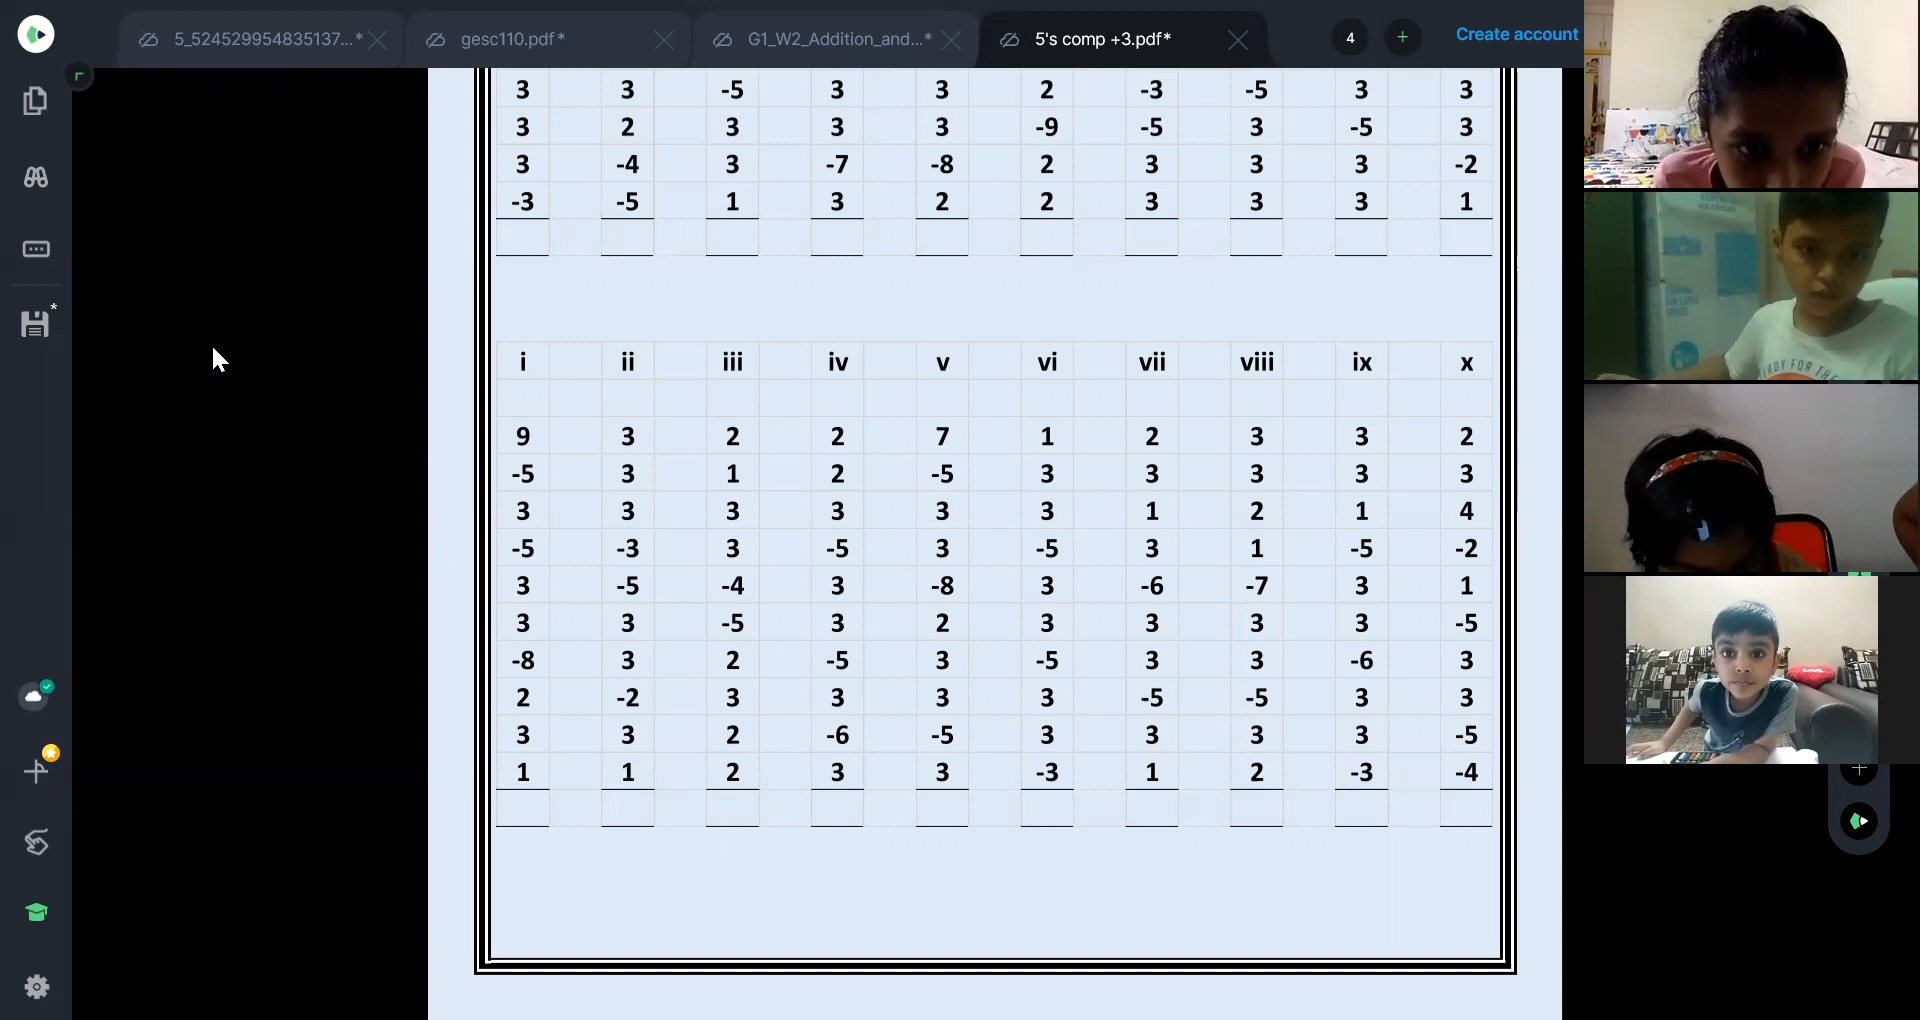 5_524529954835137...*
gesc110.pdf*
G1_W2_Addition_and...*
5's comp +3.pdf*
4
Create account
3 3 -5 3 3 2 -3 -5 3 3
3 2 3 3 3 -9 -5 3 -5 3
3 -4 3 -7 -8 2 3 3 3 -2
-3 -5 1 3 2 2 3 3 3 1
i ii iii iv v vi vii viii ix x
9 3 2 2 7 1 2 3 3 2
-5 3 1 2 -5 3 3 3 3 3
3 3 3 3 3 3 1 2 1 4
-5 -3 3 -5 3 -5 3 1 -5 -2
3 -5 -4 3 -8 3 -6 -7 3 1
3 3 -5 3 2 3 3 3 3 -5
-8 3 2 -5 3 -5 3 3 -6 3
2 -2 3 3 3 3 -5 -5 3 3
3 3 2 -6 -5 3 3 3 3 -5
1 1 2 3 3 -3 1 2 -3 -4
AIR COOLER
READY FOR THE